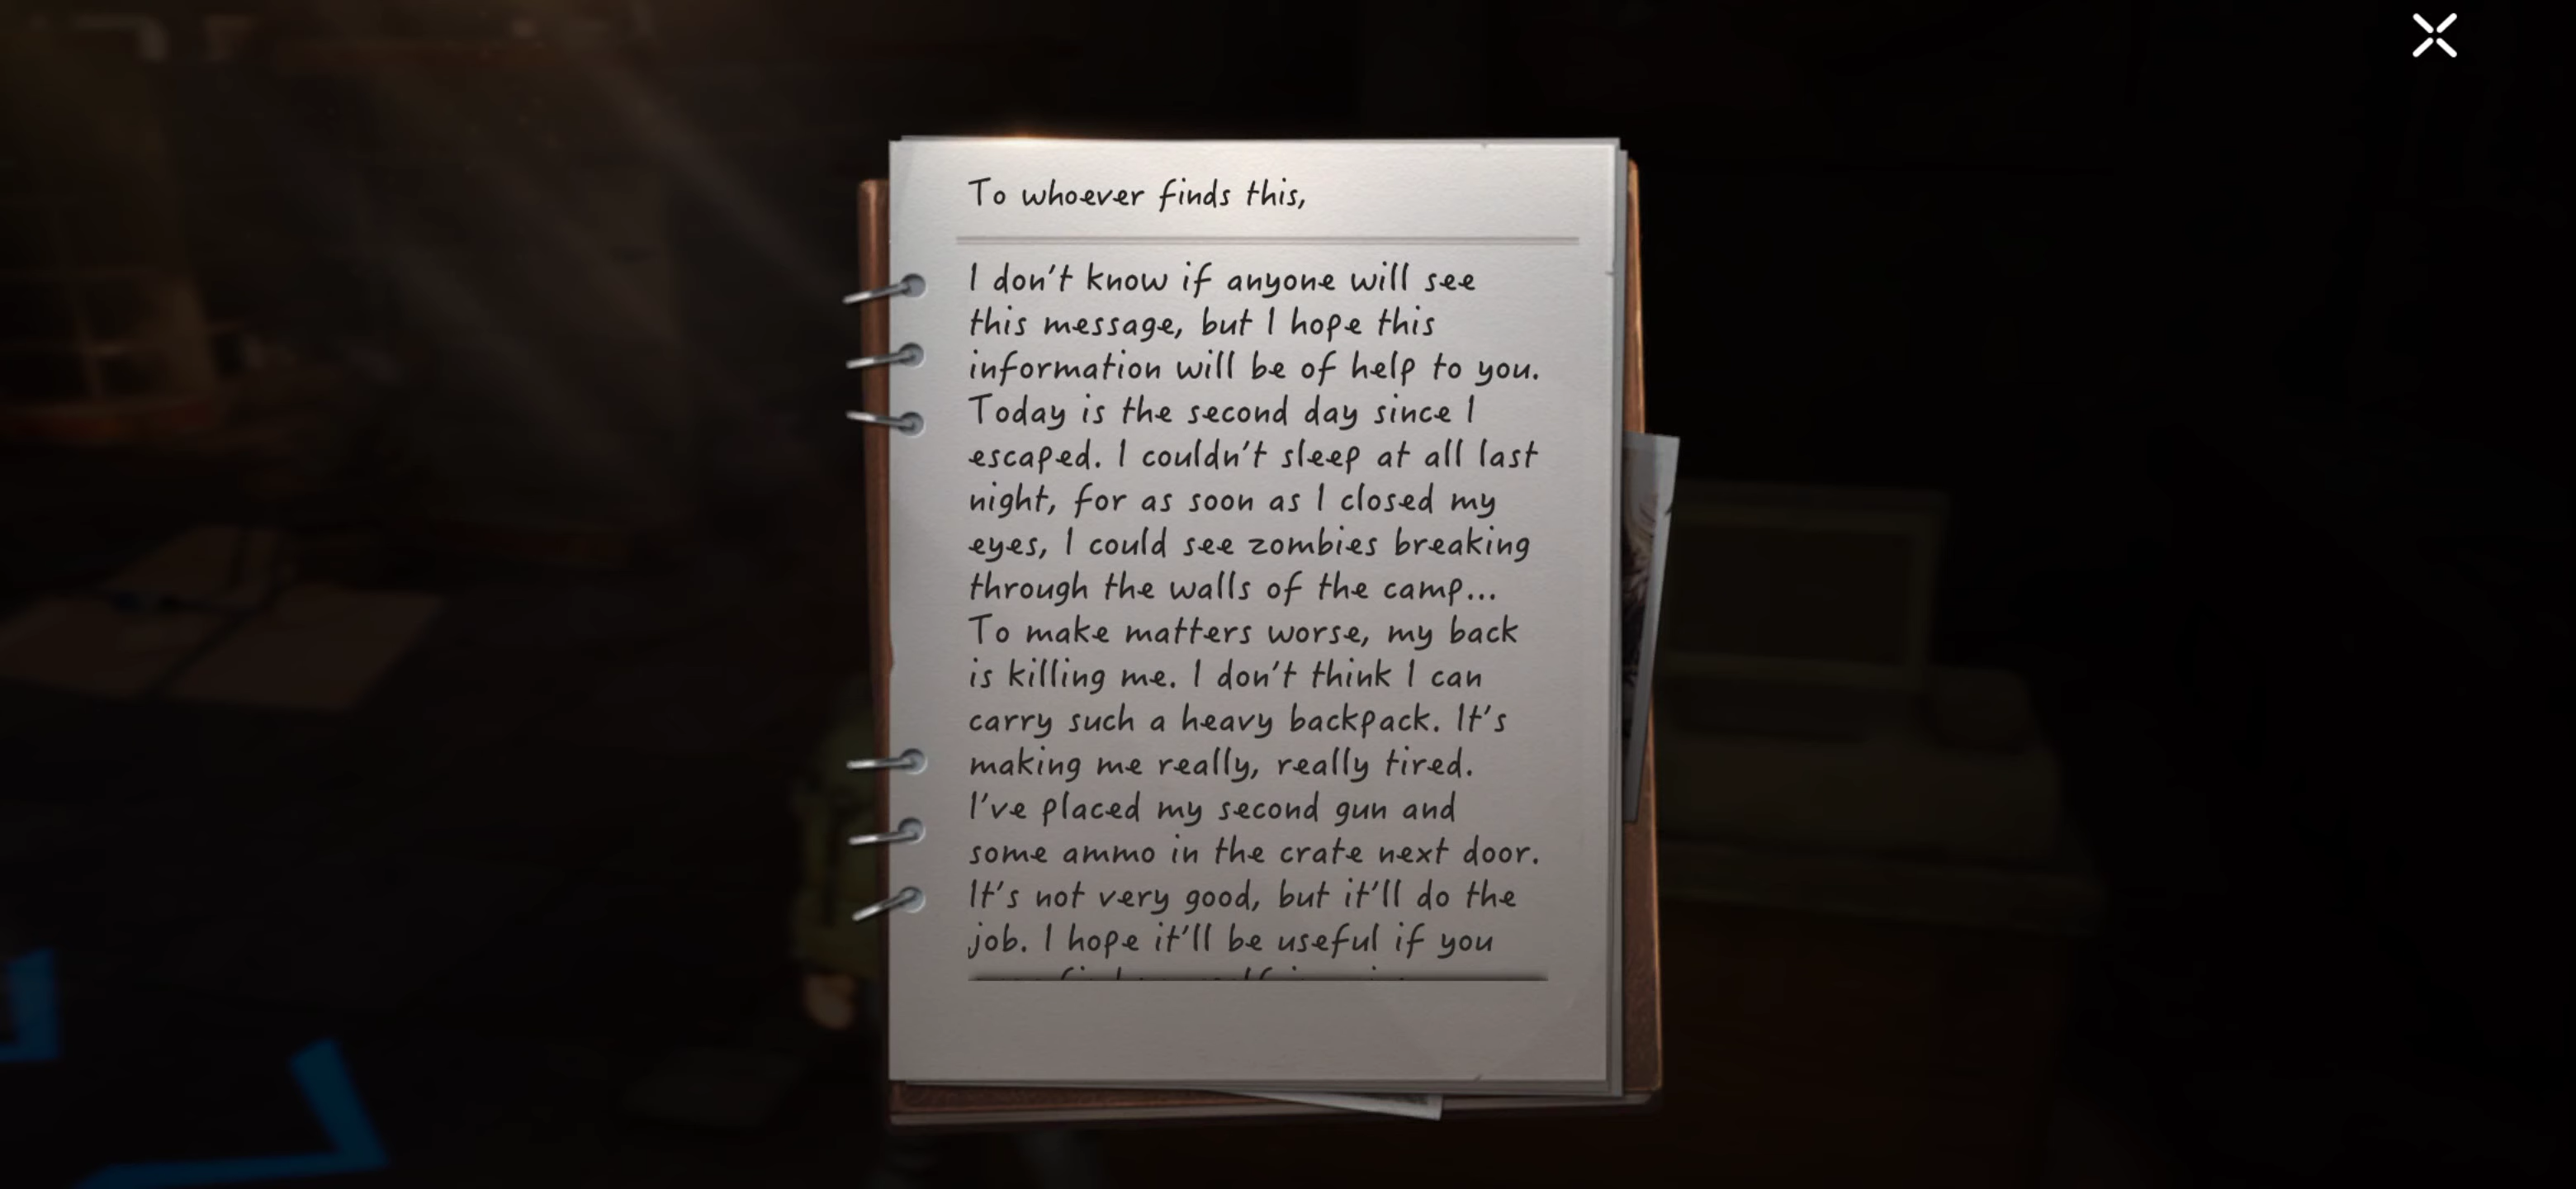 To whoever finds this,
I don't know if anyone will see
this message, but I hope this
information will be of help to you.
Today is the second day since I
escaped. I couldn't sleep at all last
night, for as soon as I closed my
eyes, I could see zombies breaking
through the walls of the camp...
To make matters worse, my back
is killing me. I don't think I can
carry such a heavy backpack. It's
making me really, really tired.
I've placed my second gun and
some ammo in the crate next door.
It's not very good, but it'll do the
job. I hope it'll be useful if you